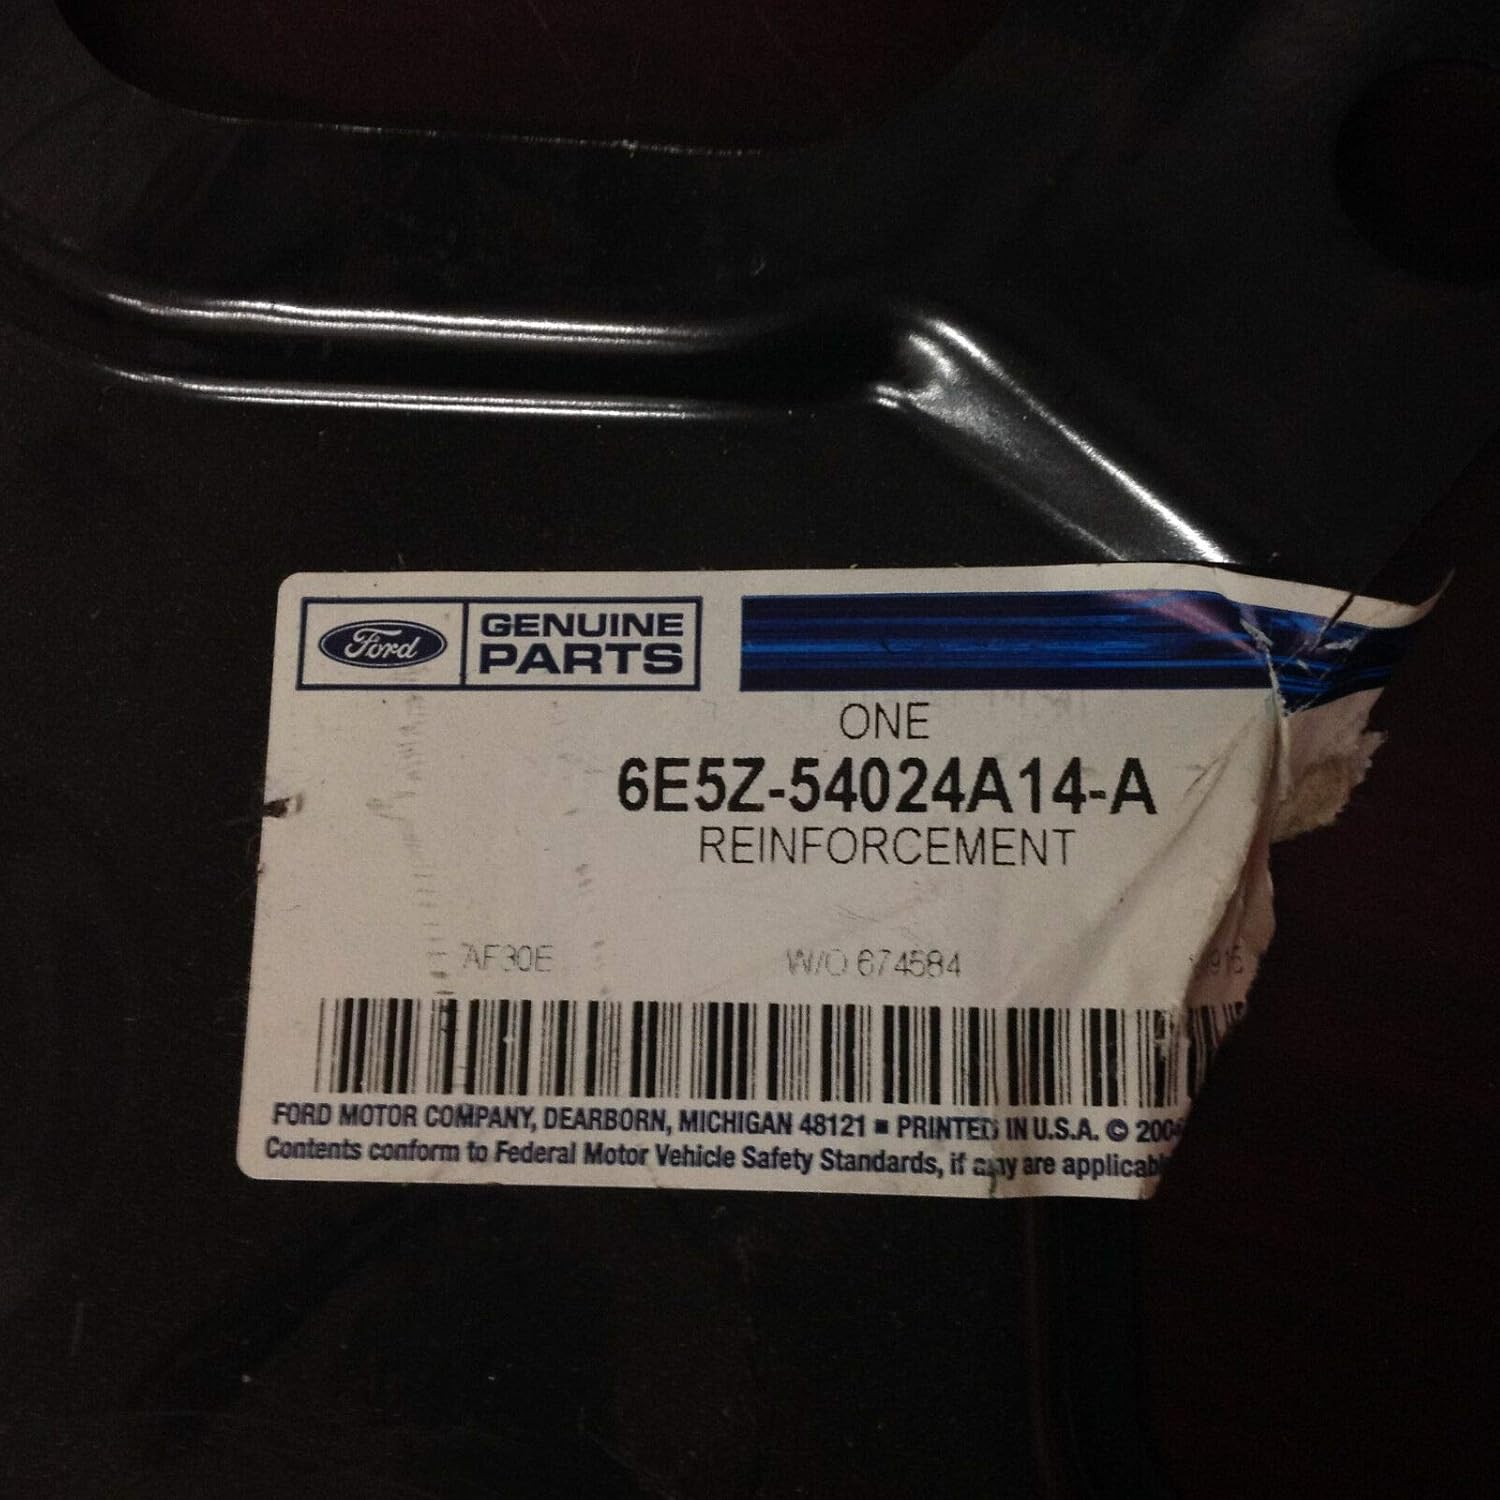 Ford GENUINE PARTS
ONE
6E5Z-54024A14-A
REINFORCEMENT
AF30E W/O 674584
FORD MOTOR COMPANY, DEARBORN, MICHIGAN 48121 ■ PRINTED IN U.S.A. ©
Contents conform to Federal Motor Vehicle Safety Standards, if any are